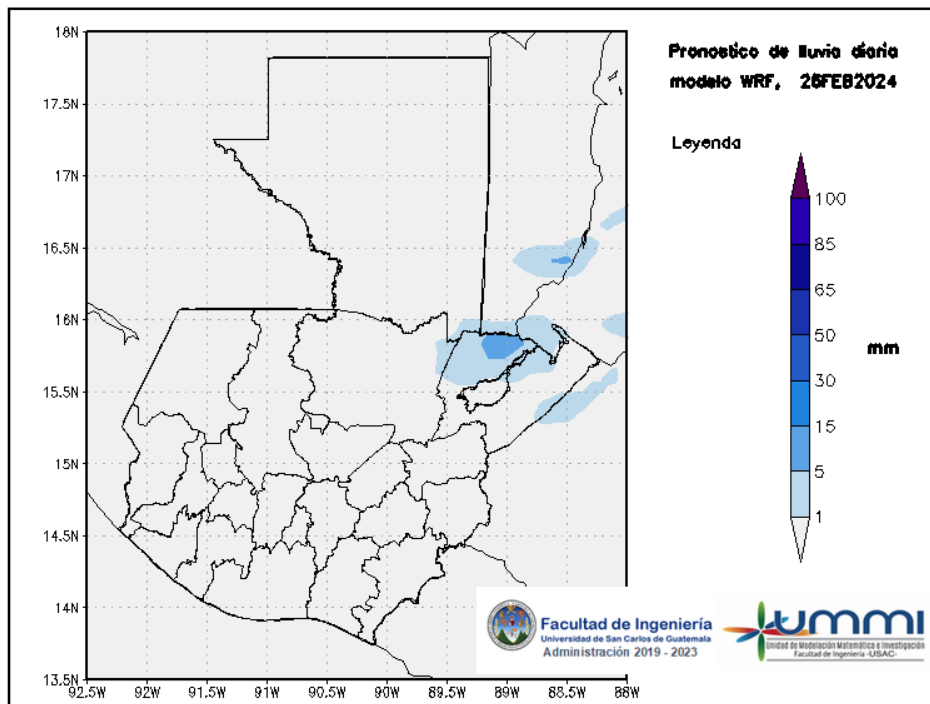 Pronostico de lluvia diaria
modelo WRF, 26FEB2024
Leyenda
100
85
65
50
30
15
5
1
mm
18N
17.5N
17N
16.5N
16N
15.5N
15N
14.5N
14N
13.5N
92.5W 92W 91.5W 91W 90.5W 90W 89.5W 89W 88.5W 88W
Facultad de Ingeniería
Universidad de San Carlos de Guatemala
Administración 2019 - 2023
ummi
Unidad de Modelación Matemática e Investigación
Facultad de Ingeniería -USAC-